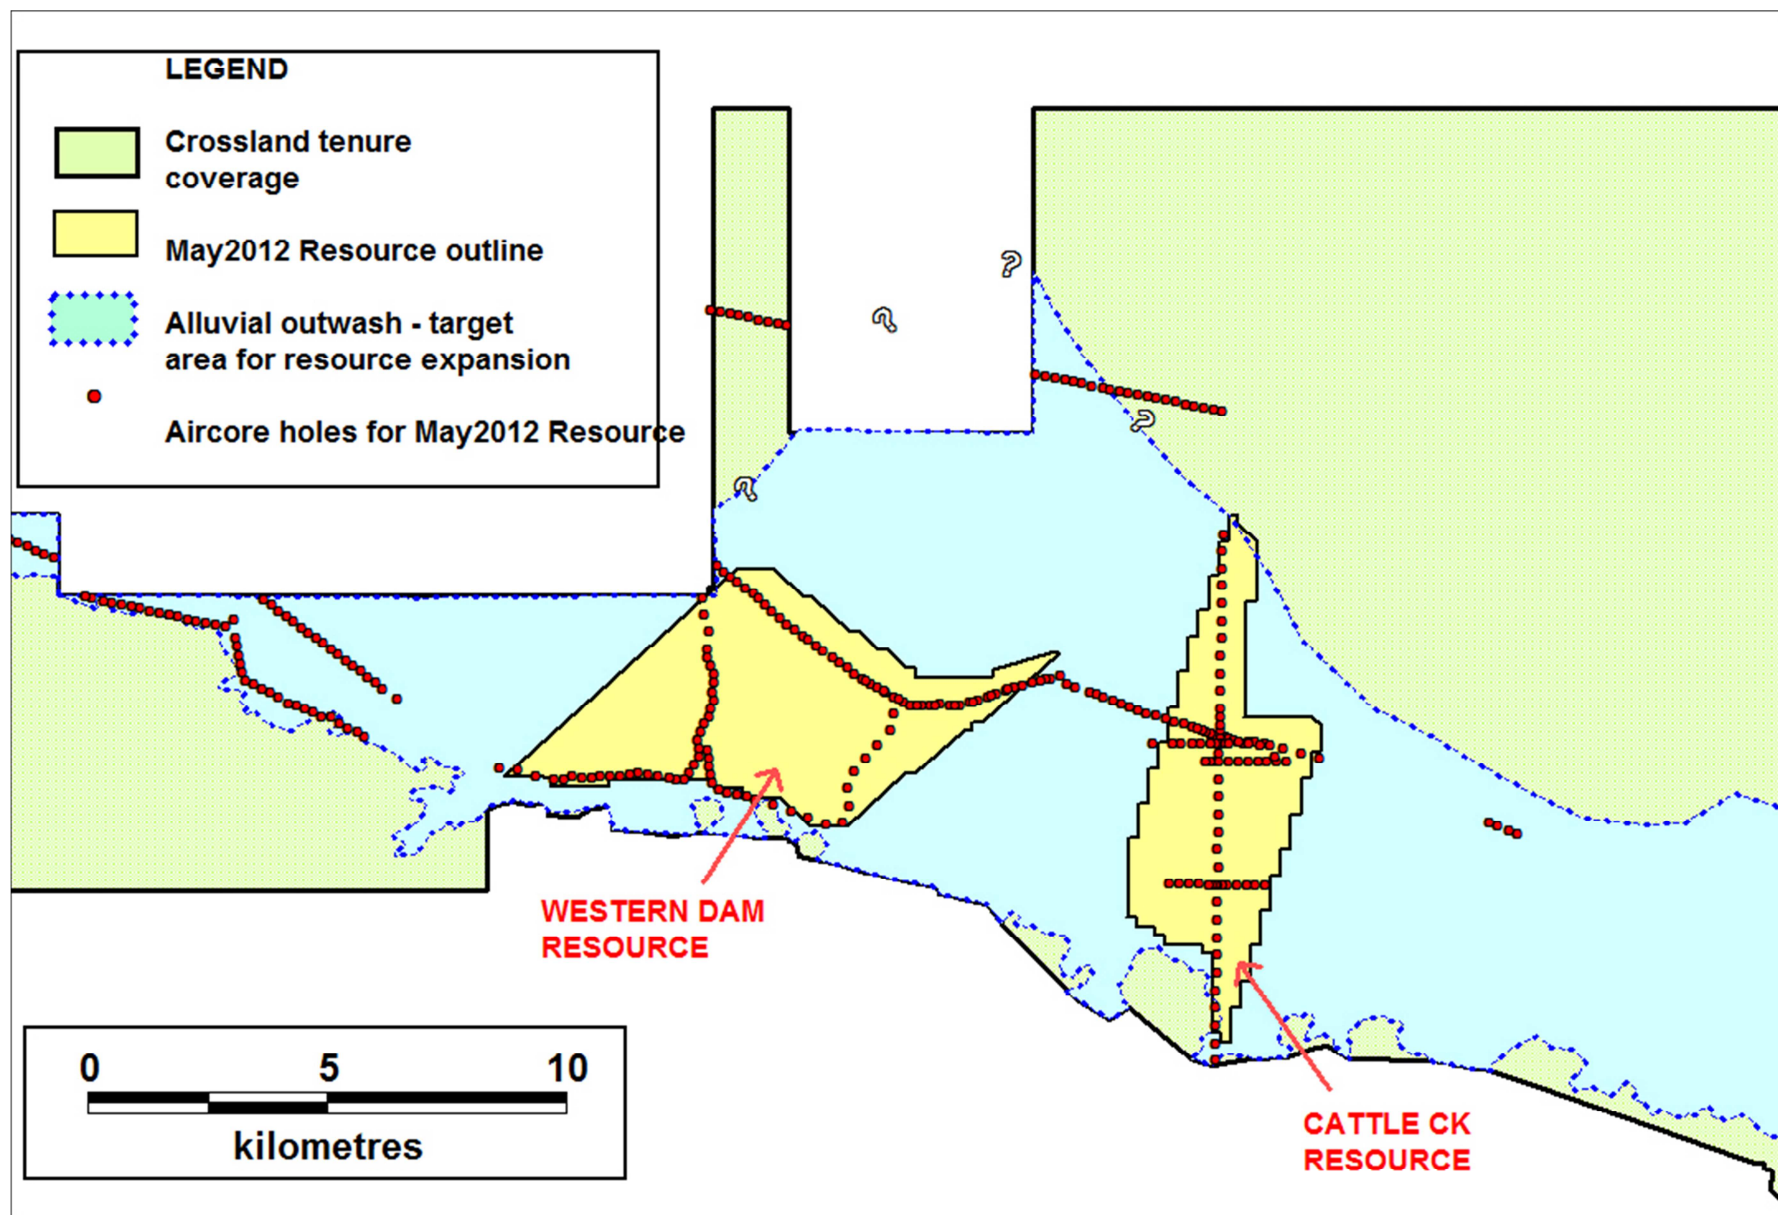 LEGEND
Crossland tenure
coverage
May2012 Resource outline
Alluvial outwash - target
area for resource expansion
Aircore holes for May2012 Resource
?
?
?
?
WESTERN DAM
RESOURCE
CATTLE CK
RESOURCE
0 5 10
kilometres